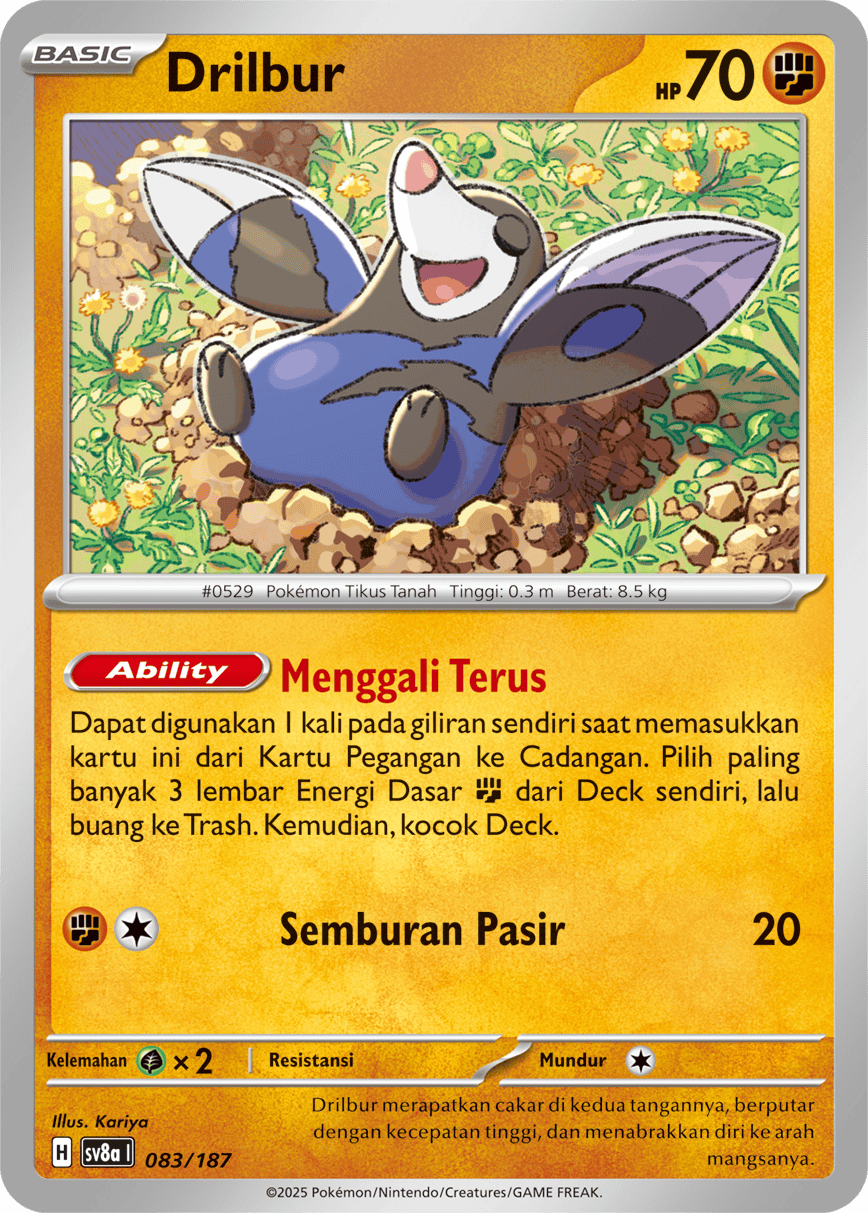 BASIC Drilbur HP 70
#0529 Pokémon Tikus Tanah Tinggi: 0.3 m Berat: 8.5 kg
Ability Menggali Terus
Dapat digunakan 1 kali pada giliran sendiri saat memasukkan
kartu ini dari Kartu Pegangan ke Cadangan. Pilih paling
banyak 3 lembar Energi Dasar dari Deck sendiri, lalu
buang ke Trash. Kemudian, kocok Deck.
Semburan Pasir 20
Kelemahan ×2 Resistansi Mundur
Illus. Kariya
H sv8a I 083/187
Drilbur merapatkan cakar di kedua tangannya, berputar
dengan kecepatan tinggi, dan menabrakkan diri ke arah
mangsanya.
©2025 Pokémon/Nintendo/Creatures/GAME FREAK.